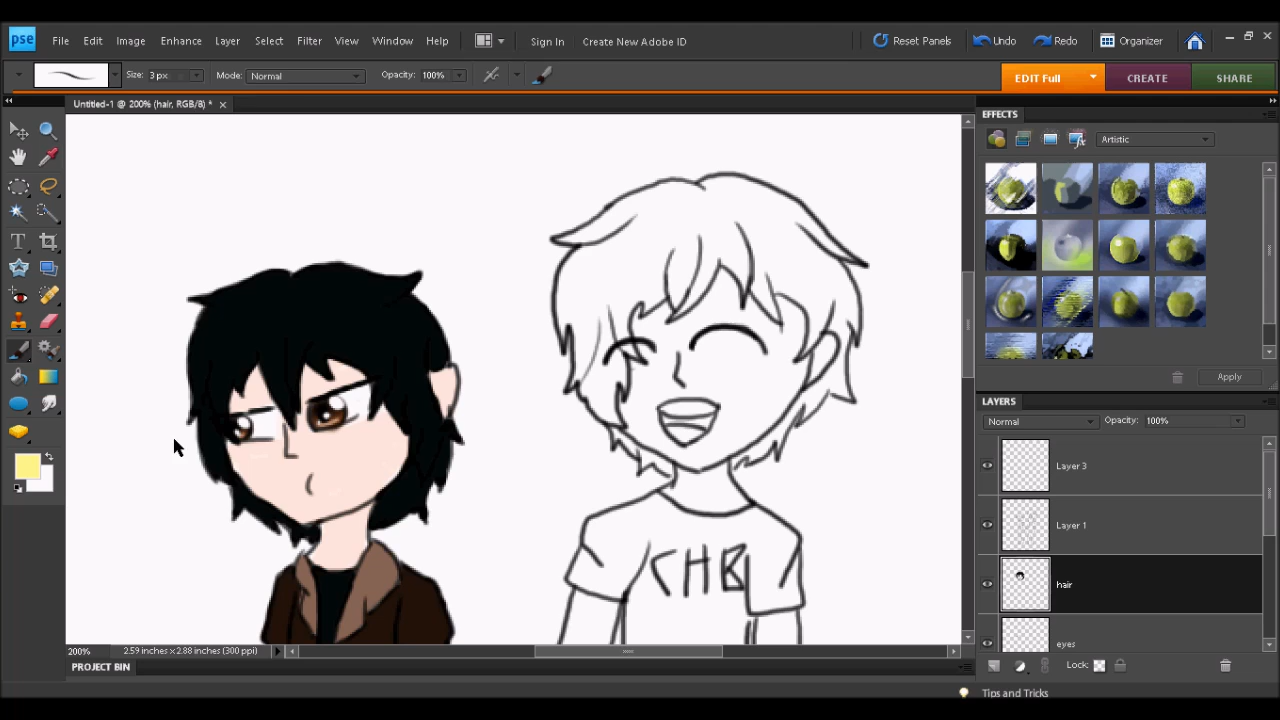 pse File Edit Image Enhance Layer Select Filter View Window Help Sign In Create New Adobe ID Reset Panels Undo Redo Organizer
Size: 3 px Mode: Normal Opacity: 100% EDIT Full CREATE SHARE
Untitled-1 @ 200% (hair, RGB/8) *
EFFECTS
Artistic
Apply
LAYERS
Normal Opacity: 100%
Layer 3
Layer 1
hair
eyes
CHB
200% 2.59 inches x 2.88 inches (300 ppi)
Lock:
PROJECT BIN
Tips and Tricks